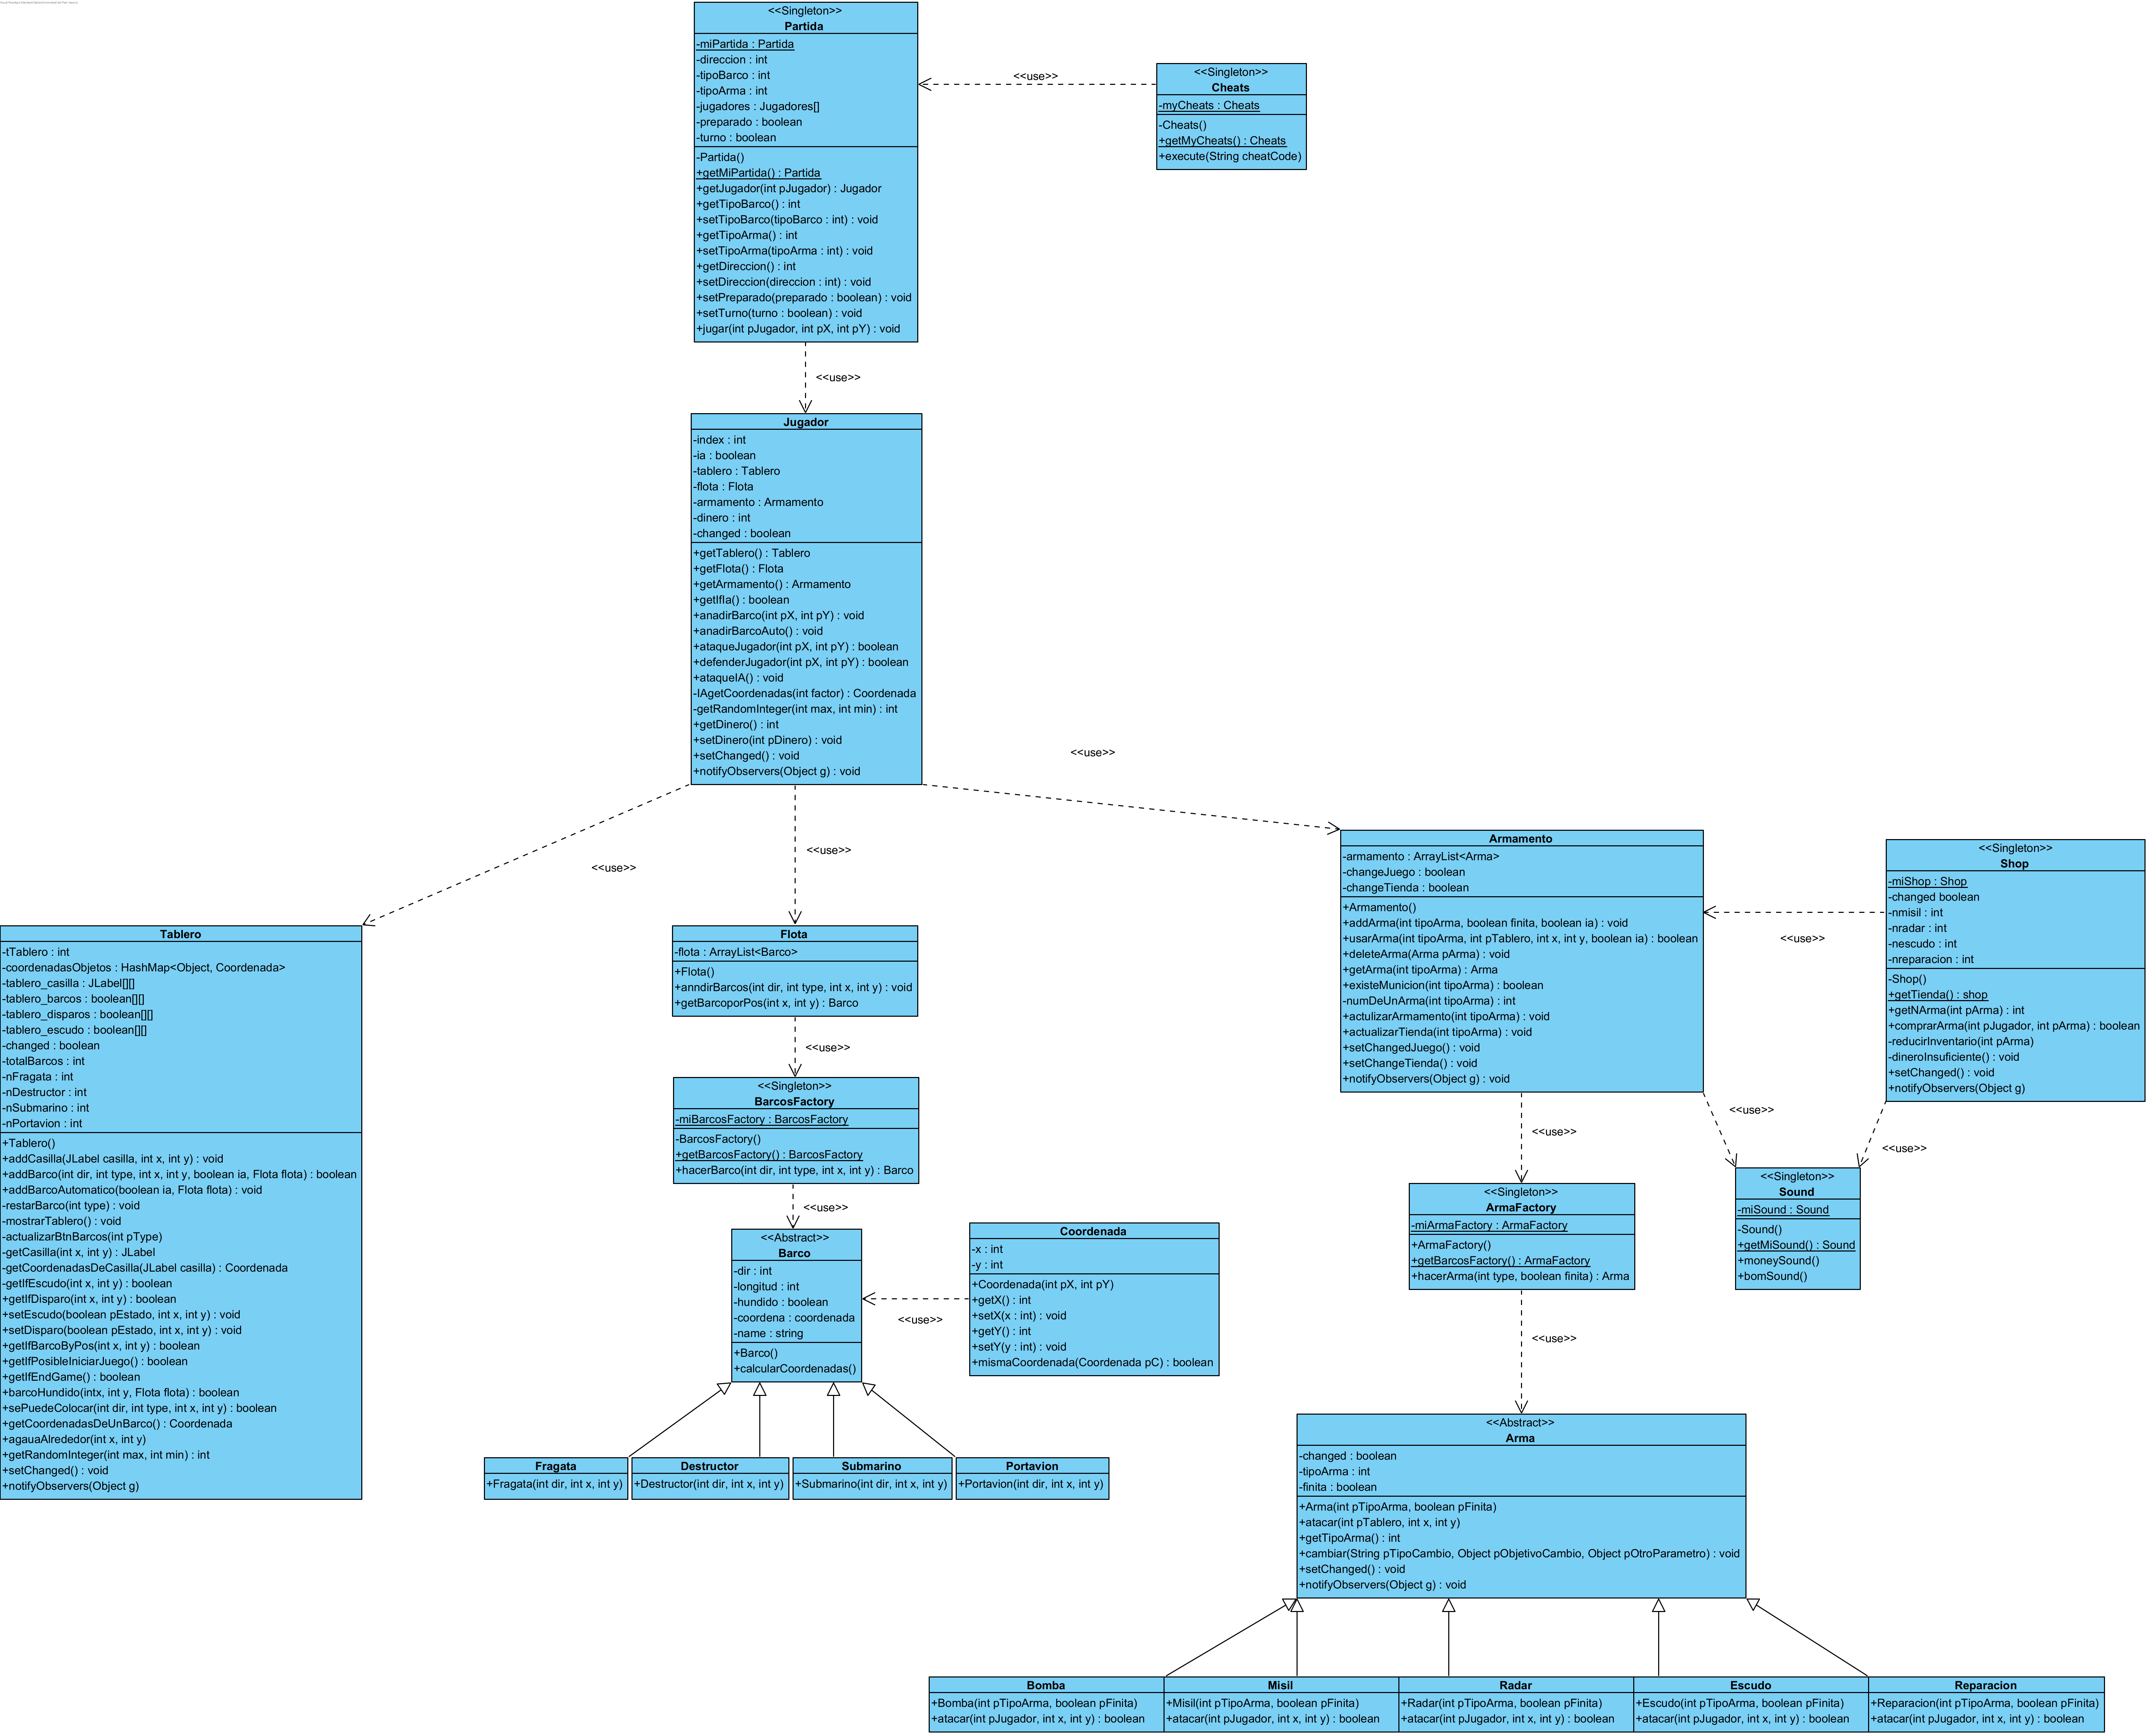 <<Singleton>>
Partida
-miPartida : Partida
-direccion : int
-tipoBarco : int
-tipoArma : int
-jugadores : Jugadores[]
-preparado : boolean
-turno : boolean
-Partida()
+getMiPartida() : Partida
+getJugador(int pJugador) : Jugador
+getTipoBarco() : int
+setTipoBarco(tipoBarco : int) : void
+getTipoArma() : int
+setTipoArma(tipoArma : int) : void
+getDireccion() : int
+setDireccion(direccion : int) : void
+setPreparado(preparado : boolean) : void
+setTurno(turno : boolean) : void
+jugar(int pJugador, int pX, int pY) : void
<<use>>
<<Singleton>>
Cheats
-myCheats : Cheats
-Cheats()
+getMyCheats() : Cheats
+execute(String cheatCode)
<<use>>
Jugador
-index : int
-ia : boolean
-tablero : Tablero
-flota : Flota
-armamento : Armamento
-dinero : int
-changed : boolean
+getTablero() : Tablero
+getFlota() : Flota
+getArmamento() : Armamento
+getIfIa() : boolean
+anadirBarco(int pX, int pY) : void
+anadirBarcoAuto() : void
+ataqueJugador(int pX, int pY) : boolean
+defenderJugador(int pX, int pY) : boolean
+ataqueIA() : void
-IAgetCoordenadas(int factor) : Coordenada
-getRandomInteger(int max, int min) : int
+getDinero() : int
+setDinero(int pDinero) : void
+setChanged() : void
+notifyObservers(Object g) : void
<<use>>
<<use>>
<<use>>
Tablero
-tTablero : int
-coordenadasObjetos : HashMap<Object, Coordenada>
-tablero_casilla : JLabel[][]
-tablero_barcos : boolean[][]
-tablero_disparos : boolean[][]
-tablero_escudo : boolean[][]
-changed : boolean
-totalBarcos : int
-nFragata : int
-nDestructor : int
-nSubmarino : int
-nPortavion : int
+Tablero()
+addCasilla(JLabel casilla, int x, int y) : void
+addBarco(int dir, int type, int x, int y, boolean ia, Flota flota) : boolean
+addBarcoAutomatico(boolean ia, Flota flota) : void
-restarBarco(int type) : void
-mostrarTablero() : void
-actualizarBtnBarcos(int pType)
-getCasilla(int x, int y) : JLabel
-getCoordenadasDeCasilla(JLabel casilla) : Coordenada
-getIfEscudo(int x, int y) : boolean
+getIfDisparo(int x, int y) : boolean
+setEscudo(boolean pEstado, int x, int y) : void
+setDisparo(boolean pEstado, int x, int y) : void
+getIfBarcoByPos(int x, int y) : boolean
+getIfPosibleIniciarJuego() : boolean
+getIfEndGame() : boolean
+barcoHundido(intx, int y, Flota flota) : boolean
+sePuedeColocar(int dir, int type, int x, int y) : boolean
+getCoordenadasDeUnBarco() : Coordenada
+agauaAlrededor(int x, int y)
+getRandomInteger(int max, int min) : int
+setChanged() : void
+notifyObservers(Object g)
Flota
-flota : ArrayList<Barco>
+Flota()
+anndirBarcos(int dir, int type, int x, int y) : void
+getBarcoporPos(int x, int y) : Barco
<<use>>
<<Singleton>>
BarcosFactory
-miBarcosFactory : BarcosFactory
-BarcosFactory()
+getBarcosFactory() : BarcosFactory
+hacerBarco(int dir, int type, int x, int y) : Barco
<<use>>
<<Abstract>>
Barco
-dir : int
-longitud : int
-hundido : boolean
-coordena : coordenada
-name : string
+Barco()
+calcularCoordenadas()
<<use>>
Coordenada
-x : int
-y : int
+Coordenada(int pX, int pY)
+getX() : int
+setX(x : int) : void
+getY() : int
+setY(y : int) : void
+mismaCoordenada(Coordenada pC) : boolean
Fragata
+Fragata(int dir, int x, int y)
Destructor
+Destructor(int dir, int x, int y)
Submarino
+Submarino(int dir, int x, int y)
Portavion
+Portavion(int dir, int x, int y)
Armamento
-armamento : ArrayList<Arma>
-changeJuego : boolean
-changeTienda : boolean
+Armamento()
+addArma(int tipoArma, boolean finita, boolean ia) : void
+usarArma(int tipoArma, int pTablero, int x, int y, boolean ia) : boolean
+deleteArma(Arma pArma) : void
+getArma(int tipoArma) : Arma
+existeMunicion(int tipoArma) : boolean
-numDeUnArma(int tipoArma) : int
+actulizarArmamento(int tipoArma) : void
+actualizarTienda(int tipoArma) : void
+setChangedJuego() : void
+setChangeTienda() : void
+notifyObservers(Object g) : void
<<use>>
<<Singleton>>
Shop
-miShop : Shop
-changed boolean
-nmisil : int
-nradar : int
-nescudo : int
-nreparacion : int
-Shop()
+getTienda() : shop
+getNArma(int pArma) : int
+comprarArma(int pJugador, int pArma) : boolean
-reducirInventario(int pArma)
-dineroInsuficiente() : void
+setChanged() : void
+notifyObservers(Object g)
<<use>>
<<use>>
<<use>>
<<Singleton>>
Sound
-miSound : Sound
-Sound()
+getMiSound() : Sound
+moneySound()
+bomSound()
<<Singleton>>
ArmaFactory
-miArmaFactory : ArmaFactory
+ArmaFactory()
+getBarcosFactory() : ArmaFactory
+hacerArma(int type, boolean finita) : Arma
<<use>>
<<Abstract>>
Arma
-changed : boolean
-tipoArma : int
-finita : boolean
+Arma(int pTipoArma, boolean pFinita)
+atacar(int pTablero, int x, int y)
+getTipoArma() : int
+cambiar(String pTipoCambio, Object pObjetivoCambio, Object pOtroParametro) : void
+setChanged() : void
+notifyObservers(Object g) : void
Bomba
+Bomba(int pTipoArma, boolean pFinita)
+atacar(int pJugador, int x, int y) : boolean
Misil
+Misil(int pTipoArma, boolean pFinita)
+atacar(int pJugador, int x, int y) : boolean
Radar
+Radar(int pTipoArma, boolean pFinita)
+atacar(int pJugador, int x, int y) : boolean
Escudo
+Escudo(int pTipoArma, boolean pFinita)
+atacar(int pJugador, int x, int y) : boolean
Reparacion
+Reparacion(int pTipoArma, boolean pFinita)
+atacar(int pJugador, int x, int y) : boolean